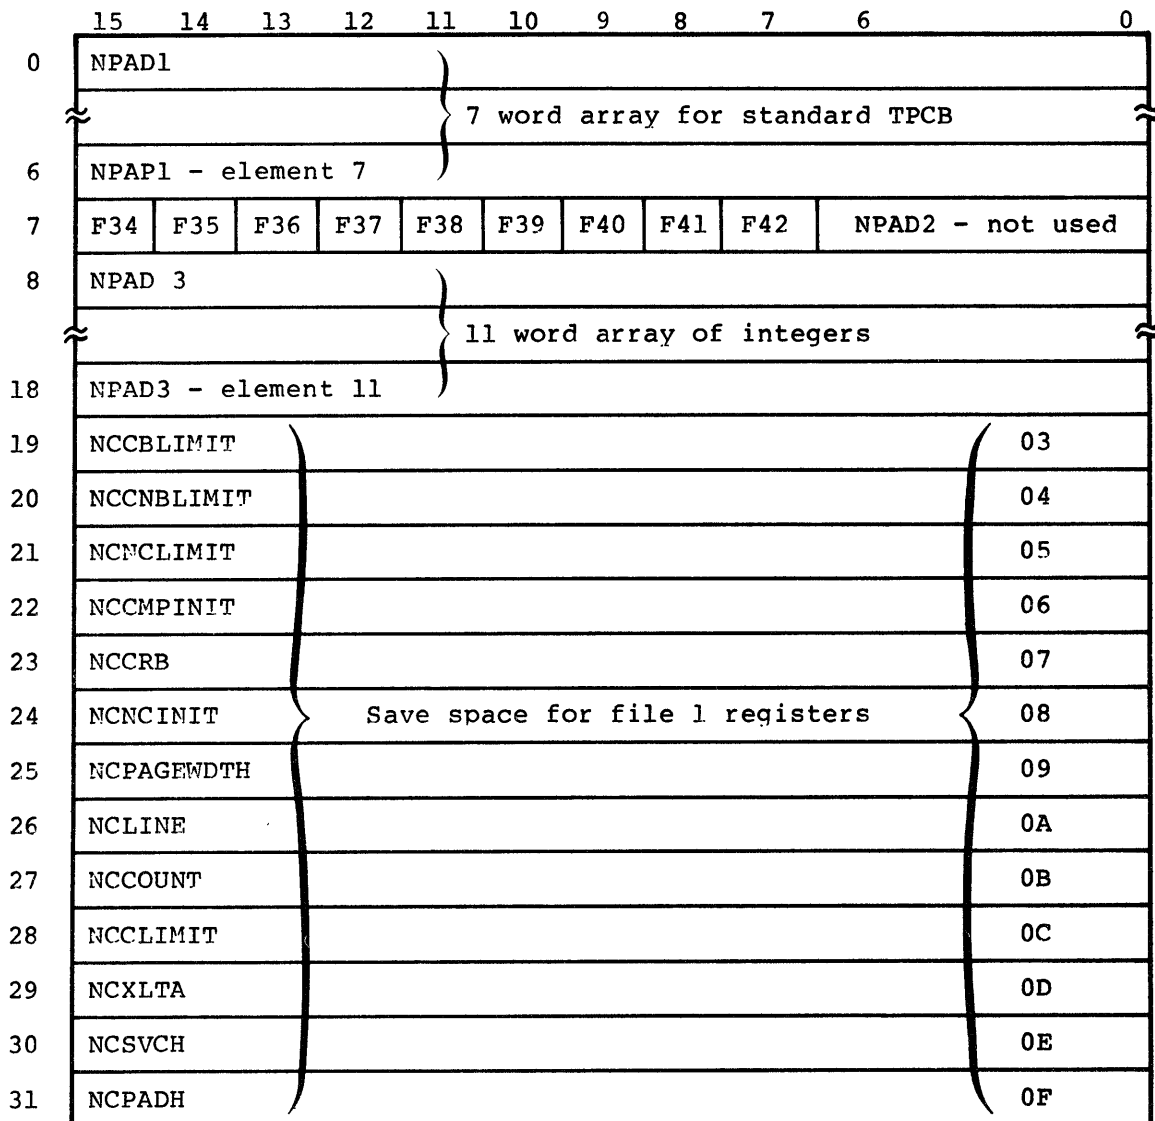 15 14 13 12 11 10 9 8 7 6 0
0 NPAD1
7 word array for standard TPCB
6 NPAP1 - element 7
7 F34 F35 F36 F37 F38 F39 F40 F41 F42 NPAD2 - not used
8 NPAD 3
11 word array of integers
18 NPAD3 - element 11
19 NCCBLIMIT 03
20 NCCNBLIMIT 04
21 NCNCLIMIT 05
22 NCCMPINIT 06
23 NCCRB 07
24 NCNCINIT Save space for file 1 registers 08
25 NCPAGEWDTH 09
26 NCLINE 0A
27 NCCOUNT 0B
28 NCCLIMIT 0C
29 NCXLTA 0D
30 NCSVCH 0E
31 NCPADH 0F